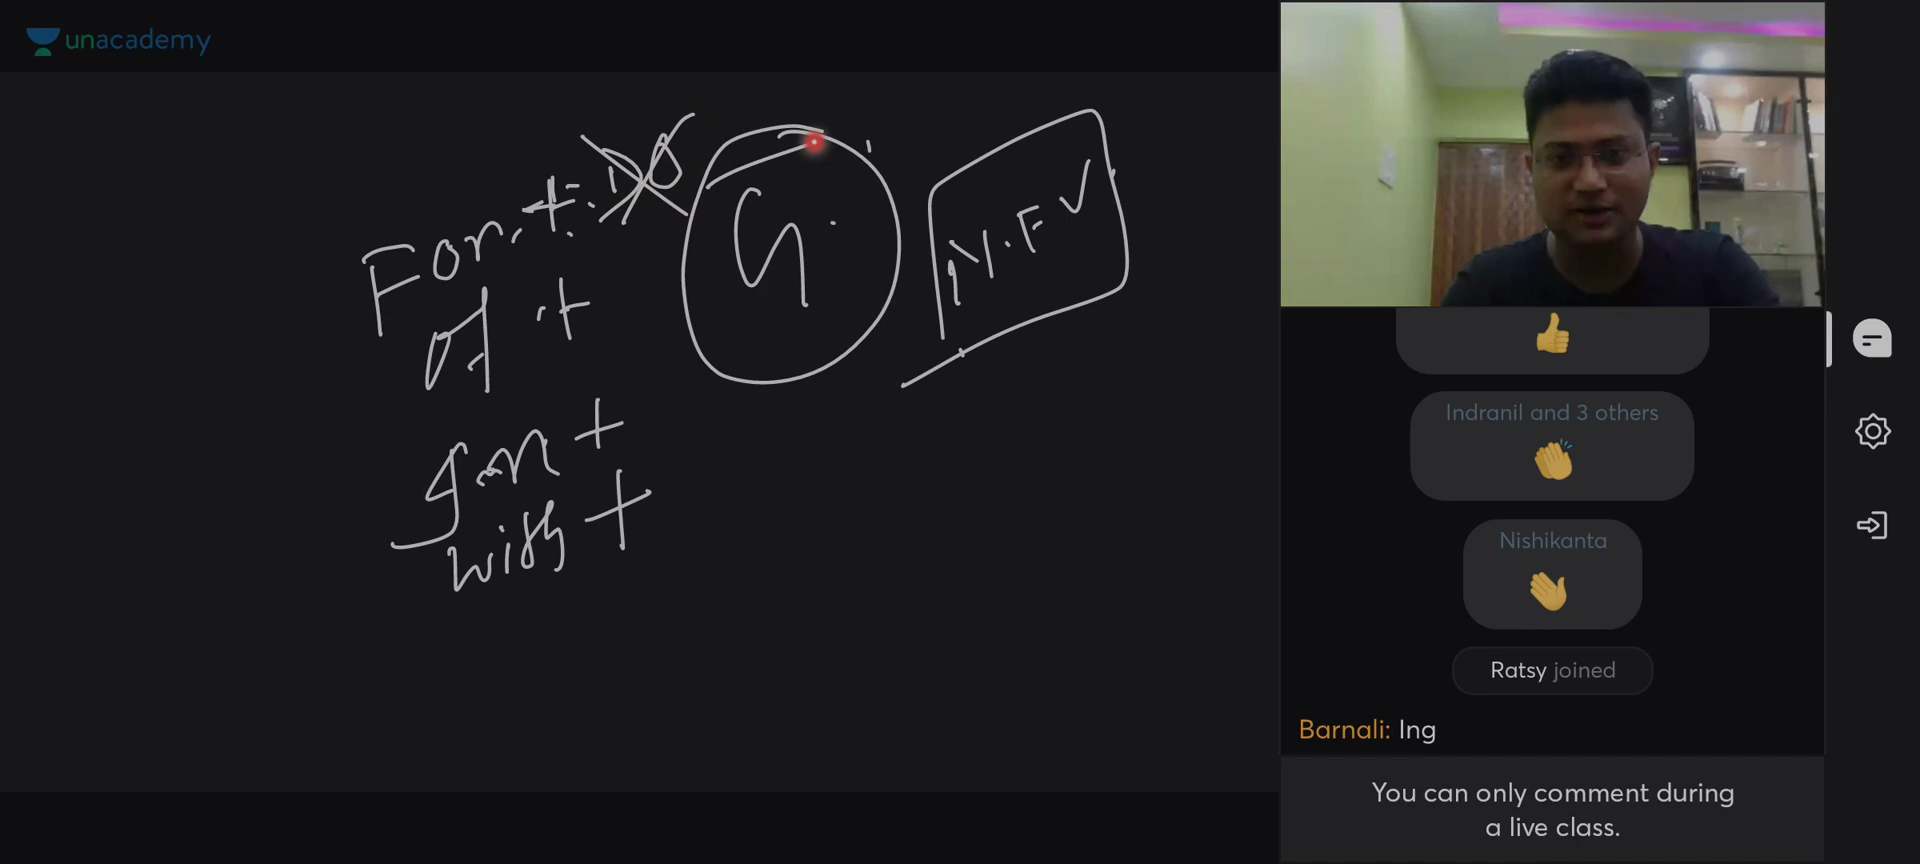 unacademy
For + G. N.F ✓
Of +
with +
Indranil and 3 others
Nishikanta
Ratsy joined
Barnali: Ing
You can only comment during
a live class.